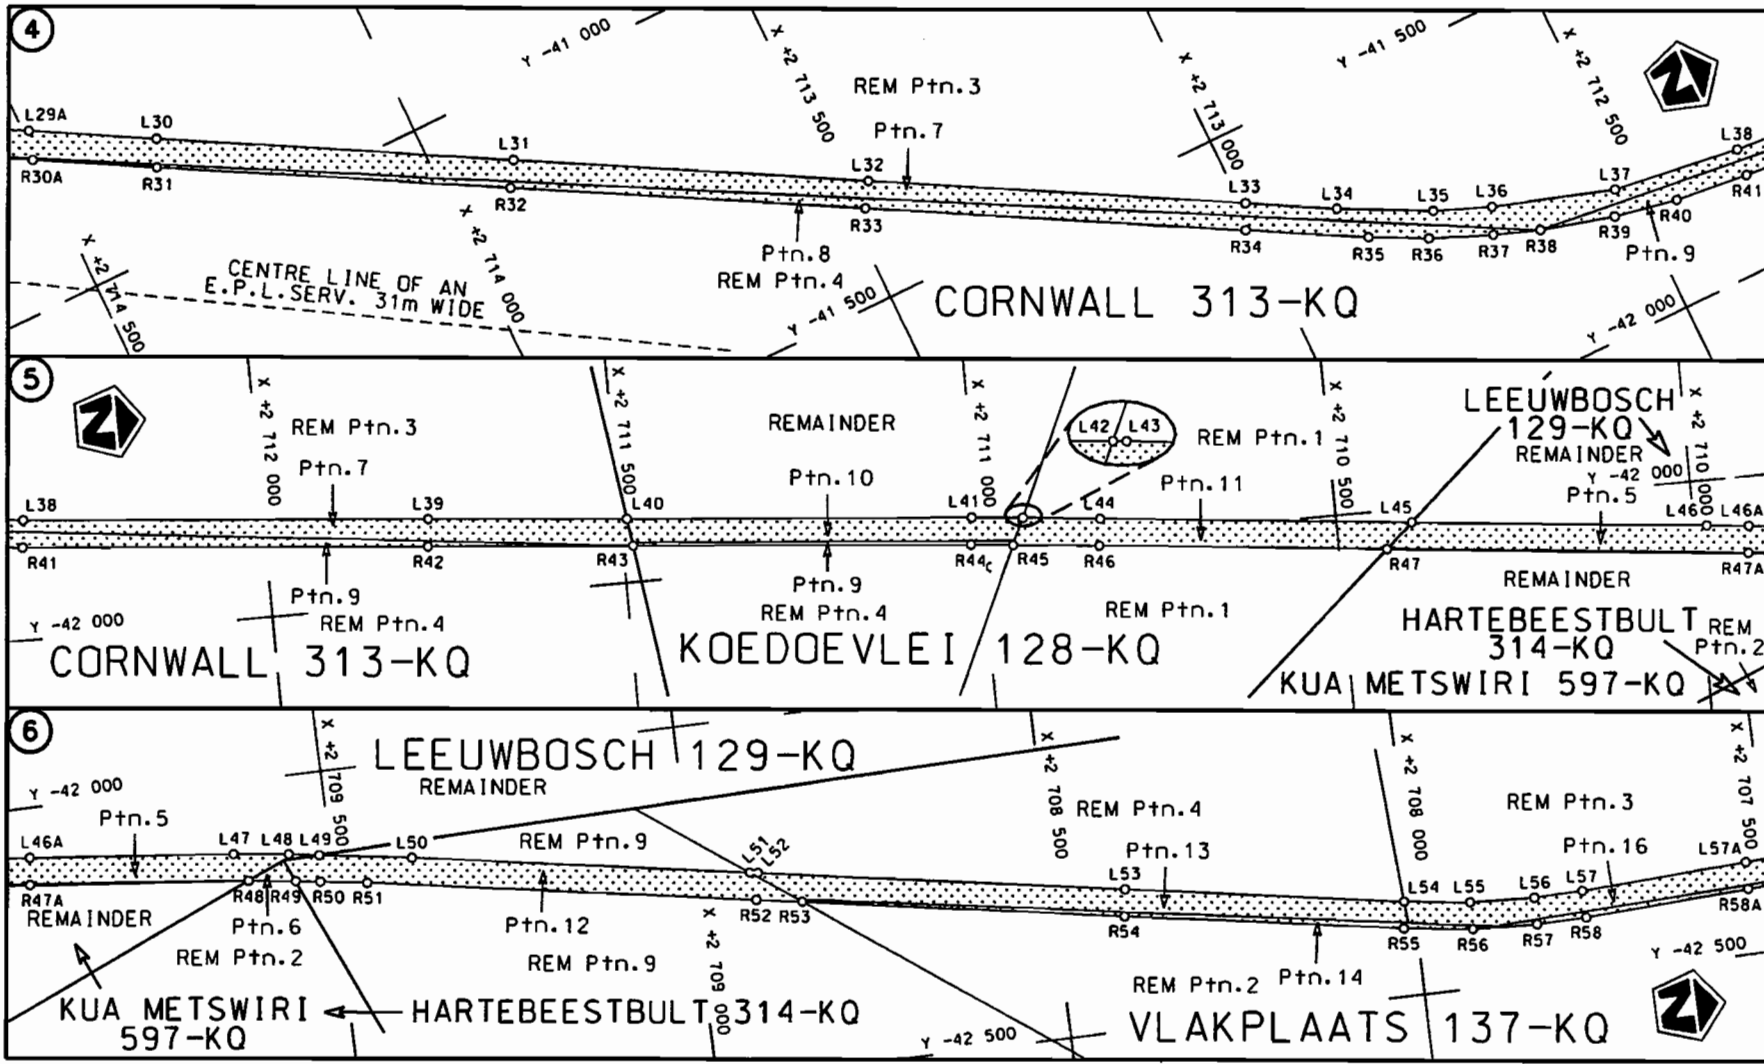 4
Y -41 000
X +2 713 500
REM Ptn.3
Ptn.7
X +2 713 000
Y -41 500
X +2 712 500
N
L29A L30 L31 L32 L33 L34 L35 L36 L37 L38
R30A R31 R32 R33 R34 R35 R36 R37 R38 R39 R40 R41
X +2 714 500
CENTRE LINE OF AN
E.P.L.SERV. 31m WIDE
X +2 714 000
Ptn.8
REM Ptn.4
Y -41 500
CORNWALL 313-KQ
Ptn.9
Y -42 000
5
N
X +2 712 000
REM Ptn.3
Ptn.7
X +2 711 500
REMAINDER
Ptn.10
X +2 711 000
L42 L43
REM Ptn.1
Ptn.11
X +2 710 500
LEEUWBOSCH
129-KQ
REMAINDER
Y -42 000
Ptn.5
X +2 710 000
L38 L39 L40 L41 L44 L45 L46 L46A
R41 R42 R43 R44C R45 R46 R47 R47A
Y -42 000
Ptn.9
REM Ptn.4
CORNWALL 313-KQ
Ptn.9
REM Ptn.4
KOEDOEVLEI 128-KQ
REM Ptn.1
REMAINDER
HARTEBEESTBULT
314-KQ
REM
Ptn.2
KUA METSWIRI 597-KQ
6
Y -42 000
Ptn.5
X +2 709 500
LEEUWBOSCH 129-KQ
REMAINDER
REM Ptn.9
X +2 708 500
REM Ptn.4
Ptn.13
X +2 708 000
REM Ptn.3
Ptn.16
X +2 707 500
L46A L47 L48 L49 L50 L51 L52 L53 L54 L55 L56 L57 L57A
R47A R48 R49 R50 R51 R52 R53 R54 R55 R56 R57 R58 R58A
REMAINDER
Ptn.6
REM Ptn.2
Ptn.12
REM Ptn.9
X +2 709 000
KUA METSWIRI
597-KQ
HARTEBEESTBULT 314-KQ
Y -42 500
REM Ptn.2
Ptn.14
VLAKPLAATS 137-KQ
Y -42 500
N